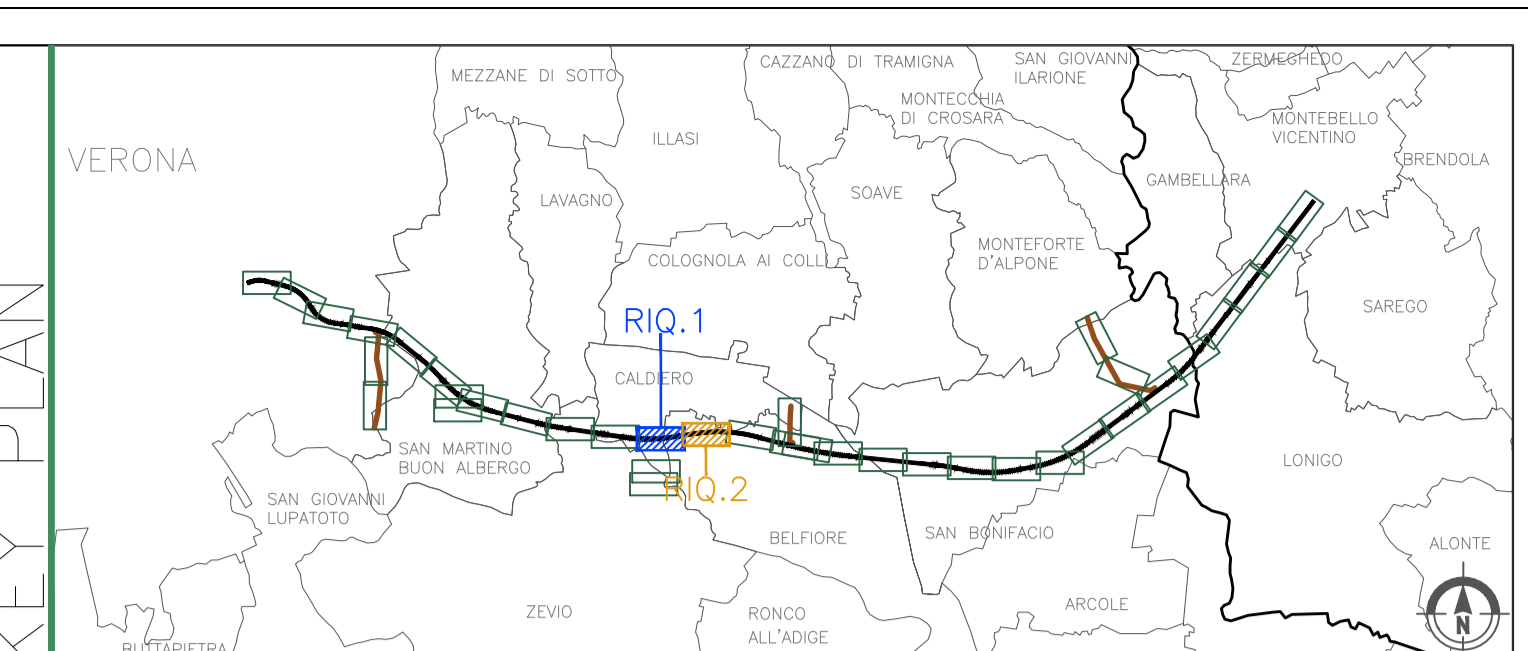 KEY PLAN
MEZZANE DI SOTTO
CAZZANO DI TRAMIGNA
SAN GIOVANNI
ILARIONE
ZERMEGHEDO
MONTECCHIA
DI CROSARA
MONTEBELLO
VICENTINO
ILLASI
VERONA
BRENDOLA
GAMBELLARA
LAVAGNO
SOAVE
MONTEFORTE
D'ALPONE
COLOGNOLA AI COLLI
SAREGO
RIQ.1
CALDIERO
SAN MARTINO
BUON ALBERGO
LONIGO
RIQ.2
SAN GIOVANNI
LUPATOTO
BELFIORE
SAN BONIFACIO
ALONTE
ZEVIO
RONCO
ALL'ADIGE
ARCOLE
N
BUTTAPIETRA